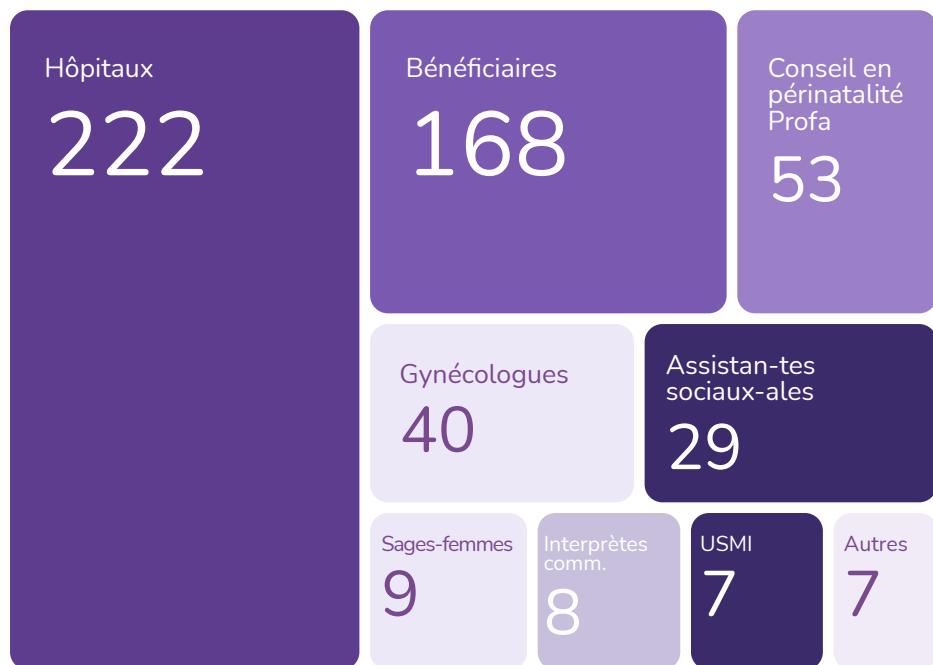 Hôpitaux
222
Bénéficiaires
168
Conseil en
périnatalité
Profa
53
Gynécologues
40
Assistan-tes
sociaux-ales
29
Sages-femmes
9
Interprètes
comm.
8
USMI
7
Autres
7